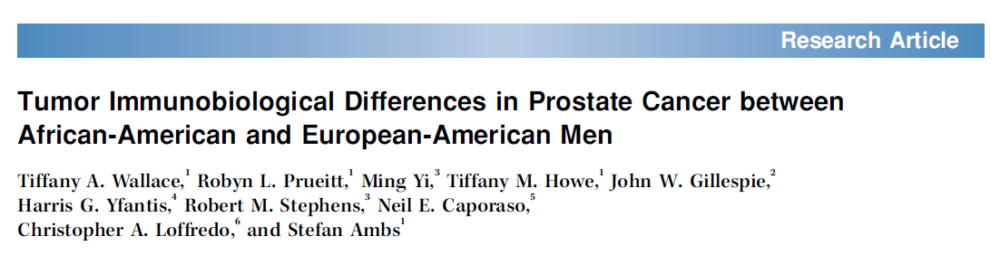 Research Article
Tumor Immunobiological Differences in Prostate Cancer between
African-American and European-American Men
Tiffany A. Wallace,1 Robyn L. Prueitt,1 Ming Yi,3 Tiffany M. Howe,1 John W. Gillespie,2
Harris G. Yfantis,4 Robert M. Stephens,3 Neil E. Caporaso,5
Christopher A. Loffredo,6 and Stefan Ambs1